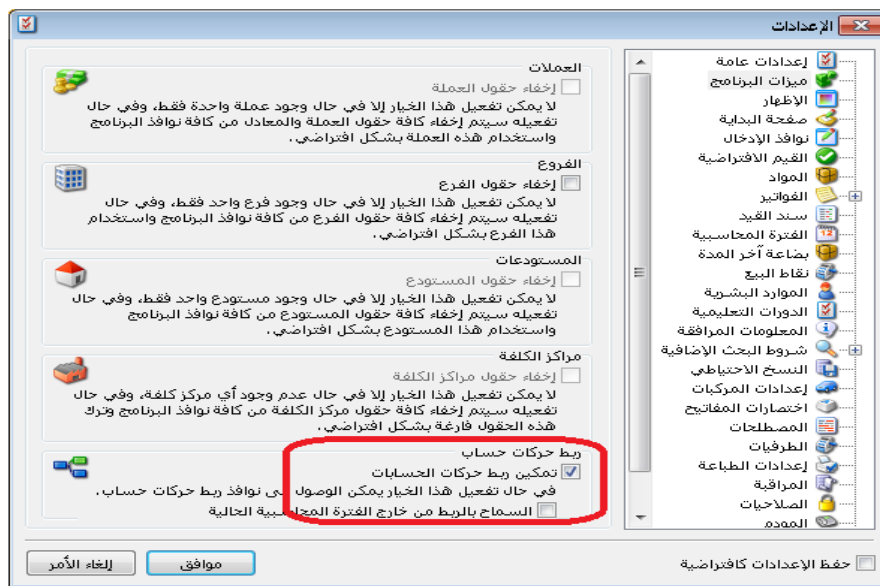 الإعدادات
إعدادات عامة
ميزات البرنامج
الإظهار
صفحة البداية
نوافذ الإدخال
القيم الافتراضية
المواد
الفواتير
سند القيد
الفترة المحاسبية
بضاعة آخر المدة
نقاط البيع
الموارد البشرية
الدورات التعليمية
المعلومات المرافقة
شروط البحث الإضافية
النسخ الاحتياطي
إعدادات المركبات
اختصارات المفاتيح
المصطلحات
الطرفيات
إعدادات الطباعة
المراقبة
الصلاحيات
المودم
العملات
إخفاء حقول العملة
لا يمكن تفعيل هذا الخيار إلا في حال وجود عملة واحدة فقط، وفي حال
تفعيله سيتم إخفاء كافة حقول العملة والمعادل من كافة نوافذ البرنامج
واستخدام هذه العملة بشكل افتراضي.
الفروع
إخفاء حقول الفرع
لا يمكن تفعيل هذا الخيار إلا في حال وجود فرع واحد فقط، وفي حال
تفعيله سيتم إخفاء كافة حقول الفرع من كافة نوافذ البرنامج واستخدام
هذا الفرع بشكل افتراضي.
المستودعات
إخفاء حقول المستودع
لا يمكن تفعيل هذا الخيار إلا في حال وجود مستودع واحد فقط، وفي حال
تفعيله سيتم إخفاء كافة حقول المستودع من كافة نوافذ البرنامج
واستخدام هذا المستودع بشكل افتراضي.
مراكز الكلفة
إخفاء حقول مراكز الكلفة
لا يمكن تفعيل هذا الخيار إلا في حال عدم وجود أي مركز كلفة، وفي حال
تفعيله سيتم إخفاء كافة حقول مركز الكلفة من كافة نوافذ البرنامج وترك
هذه الحقول فارغة بشكل افتراضي.
ربط حركات حساب
تمكين ربط حركات الحسابات
في حال تفعيل هذا الخيار يمكن الوصول إلى نوافذ ربط حركات حساب.
السماح بالربط من خارج الفترة المحاسبية الحالية
حفظ الإعدادات كافتراضية
موافق
إلغاء الأمر